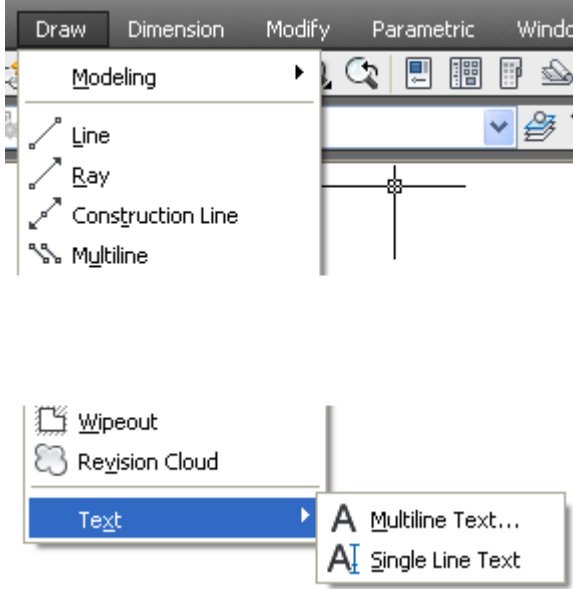 Draw Dimension Modify Parametric
Modeling
Line
Ray
Construction Line
Multiline
Wipeout
Revision Cloud
Text
Multiline Text...
Single Line Text